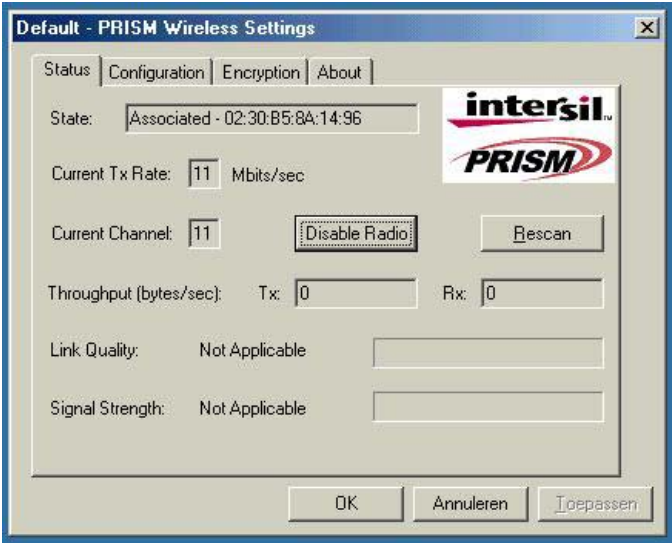 Default - PRISM Wireless Settings
Status Configuration Encryption About
intersil™
PRISM
State: Associated - 02:30:B5:8A:14:96
Current Tx Rate: 11 Mbits/sec
Current Channel: 11 Disable Radio Rescan
Throughput (bytes/sec): Tx: 0 Rx: 0
Link Quality: Not Applicable
Signal Strength: Not Applicable
OK Annuleren Toepassen